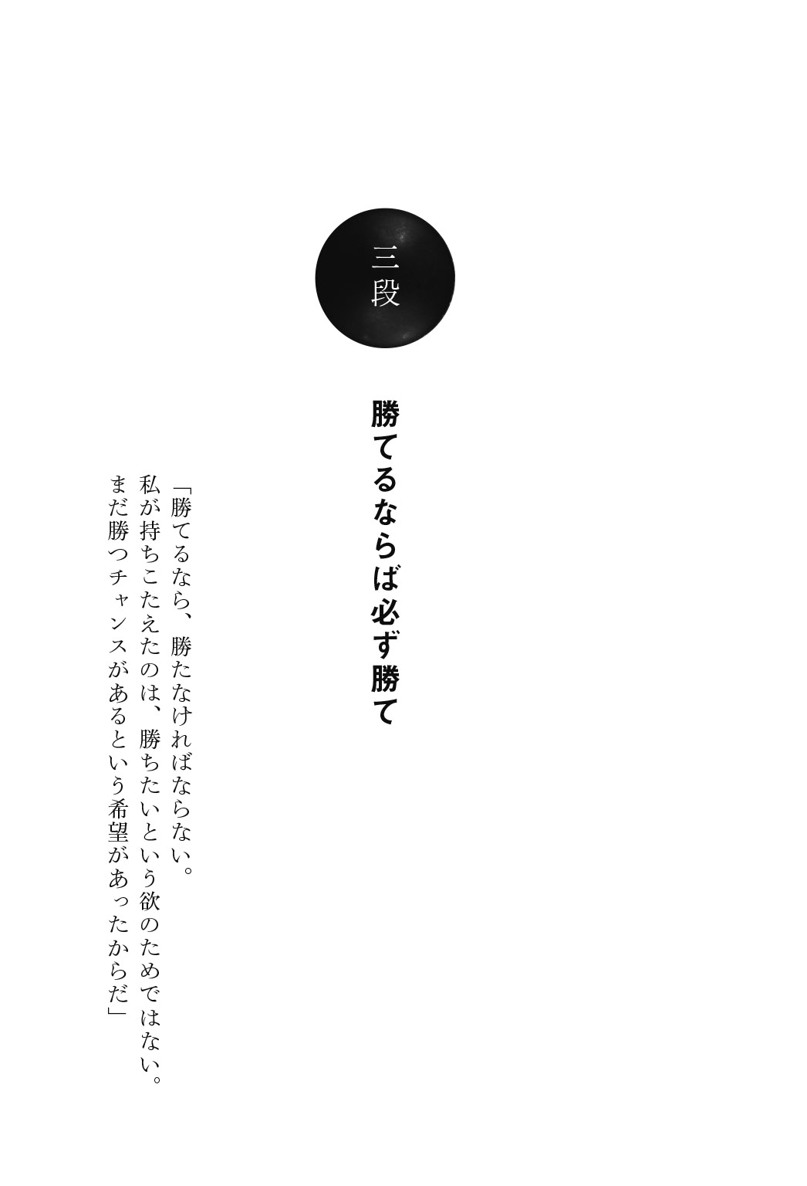 三段
勝てるならば必ず勝て
「勝てるなら、勝たなければならない。
私が持ちこたえたのは、勝ちたいという欲のためではない。
まだ勝つチャンスがあるという希望があったからだ」